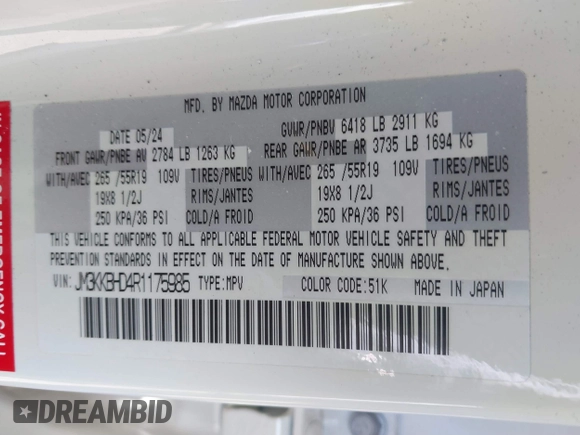 MFD. BY MAZDA MOTOR CORPORATION
DATE 05/24 GVWR/PNBV 6418 LB 2911 KG
FRONT GAWR/PNBE AV 2784 LB 1263 KG REAR GAWR/PNBE AR 3735 LB 1694 KG
WITH/AVEC 265 /55R19 109V TIRES/PNEUS WITH/AVEC 265 /55R19 109V TIRES/PNEUS
19X8 1/2J RIMS/JANTES 19X8 1/2J RIMS/JANTES
250 KPA/36 PSI COLD/A FROID 250 KPA/36 PSI COLD/A FROID
THIS VEHICLE CONFORMS TO ALL APPLICABLE FEDERAL MOTOR VEHICLE SAFETY AND THEFT
PREVENTION STANDARDS IN EFFECT ON THE DATE OF MANUFACTURE SHOWN ABOVE.
VIN: JM3KKBHD4R1175985 TYPE:MPV COLOR CODE:51K MADE IN JAPAN
DREAMBID